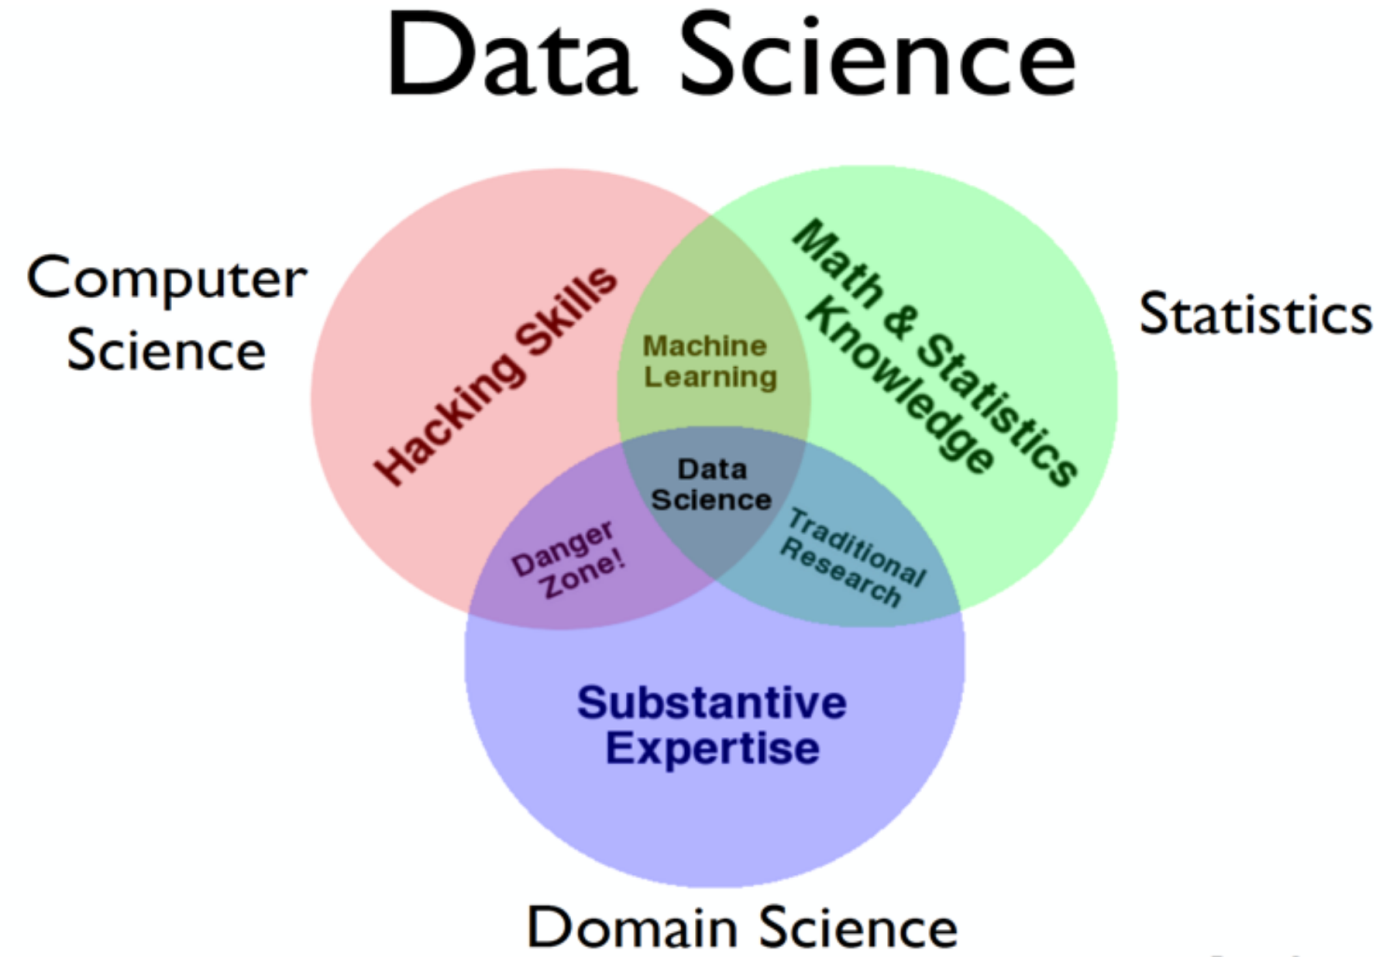 Data Science
Computer
Science
Hacking Skills
Machine
Learning
Math & Statistics
Knowledge
Statistics
Data
Science
Danger
Zone!
Traditional
Research
Substantive
Expertise
Domain Science